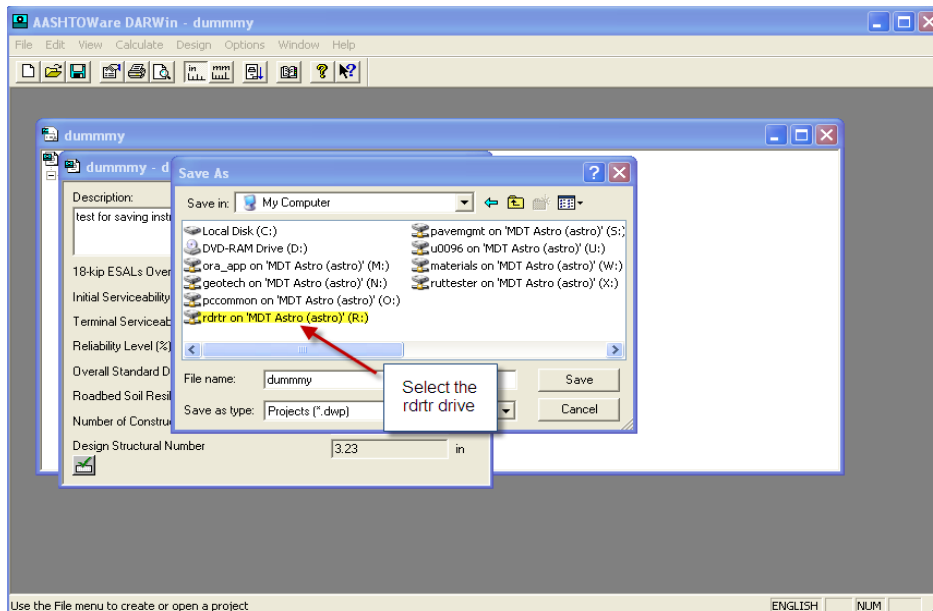 AASHTOWare DARWin - dummmy
File Edit View Calculate Design Options Window Help
in mm
dummmy
dummmy - d
Save As
Description:
test for saving inst
Save in: My Computer
Local Disk (C:)
DVD-RAM Drive (D:)
ora_app on 'MDT Astro (astro)' (M:)
geotech on 'MDT Astro (astro)' (N:)
pccommon on 'MDT Astro (astro)' (O:)
rdrtr on 'MDT Astro (astro)' (R:)
pavemgmt on 'MDT Astro (astro)' (S:)
u0096 on 'MDT Astro (astro)' (U:)
materials on 'MDT Astro (astro)' (W:)
ruttester on 'MDT Astro (astro)' (X:)
18-kip ESALs Over
Initial Serviceability
Terminal Serviceab
Reliability Level (%)
Overall Standard D
Roadbed Soil Resil
Number of Constru
File name: dummmy
Save
Save as type: Projects (*.dwp)
Cancel
Select the
rdrtr drive
Design Structural Number 3.23 in
Use the File menu to create or open a project
ENGLISH NUM